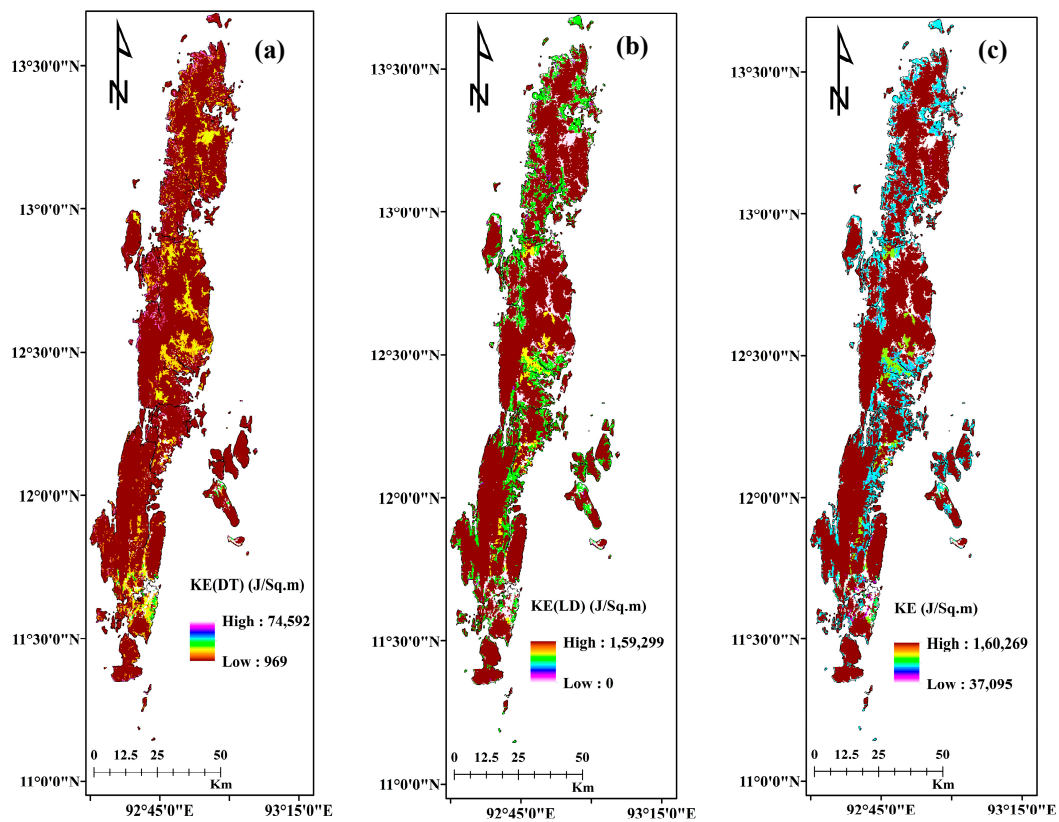 (a)
N
13°30'0"N
13°0'0"N
12°30'0"N
12°0'0"N
11°30'0"N
11°0'0"N
KE(DT) (J/Sq.m)
High : 74,592
Low : 969
0 12.5 25 50
Km
92°45'0"E 93°15'0"E
(b)
N
13°30'0"N
13°0'0"N
12°30'0"N
12°0'0"N
11°30'0"N
11°0'0"N
KE(LD) (J/Sq.m)
High : 1,59,299
Low : 0
0 12.5 25 50
Km
92°45'0"E 93°15'0"E
(c)
N
13°30'0"N
13°0'0"N
12°30'0"N
12°0'0"N
11°30'0"N
11°0'0"N
KE (J/Sq.m)
High : 1,60,269
Low : 37,095
0 12.5 25 50
Km
92°45'0"E 93°15'0"E